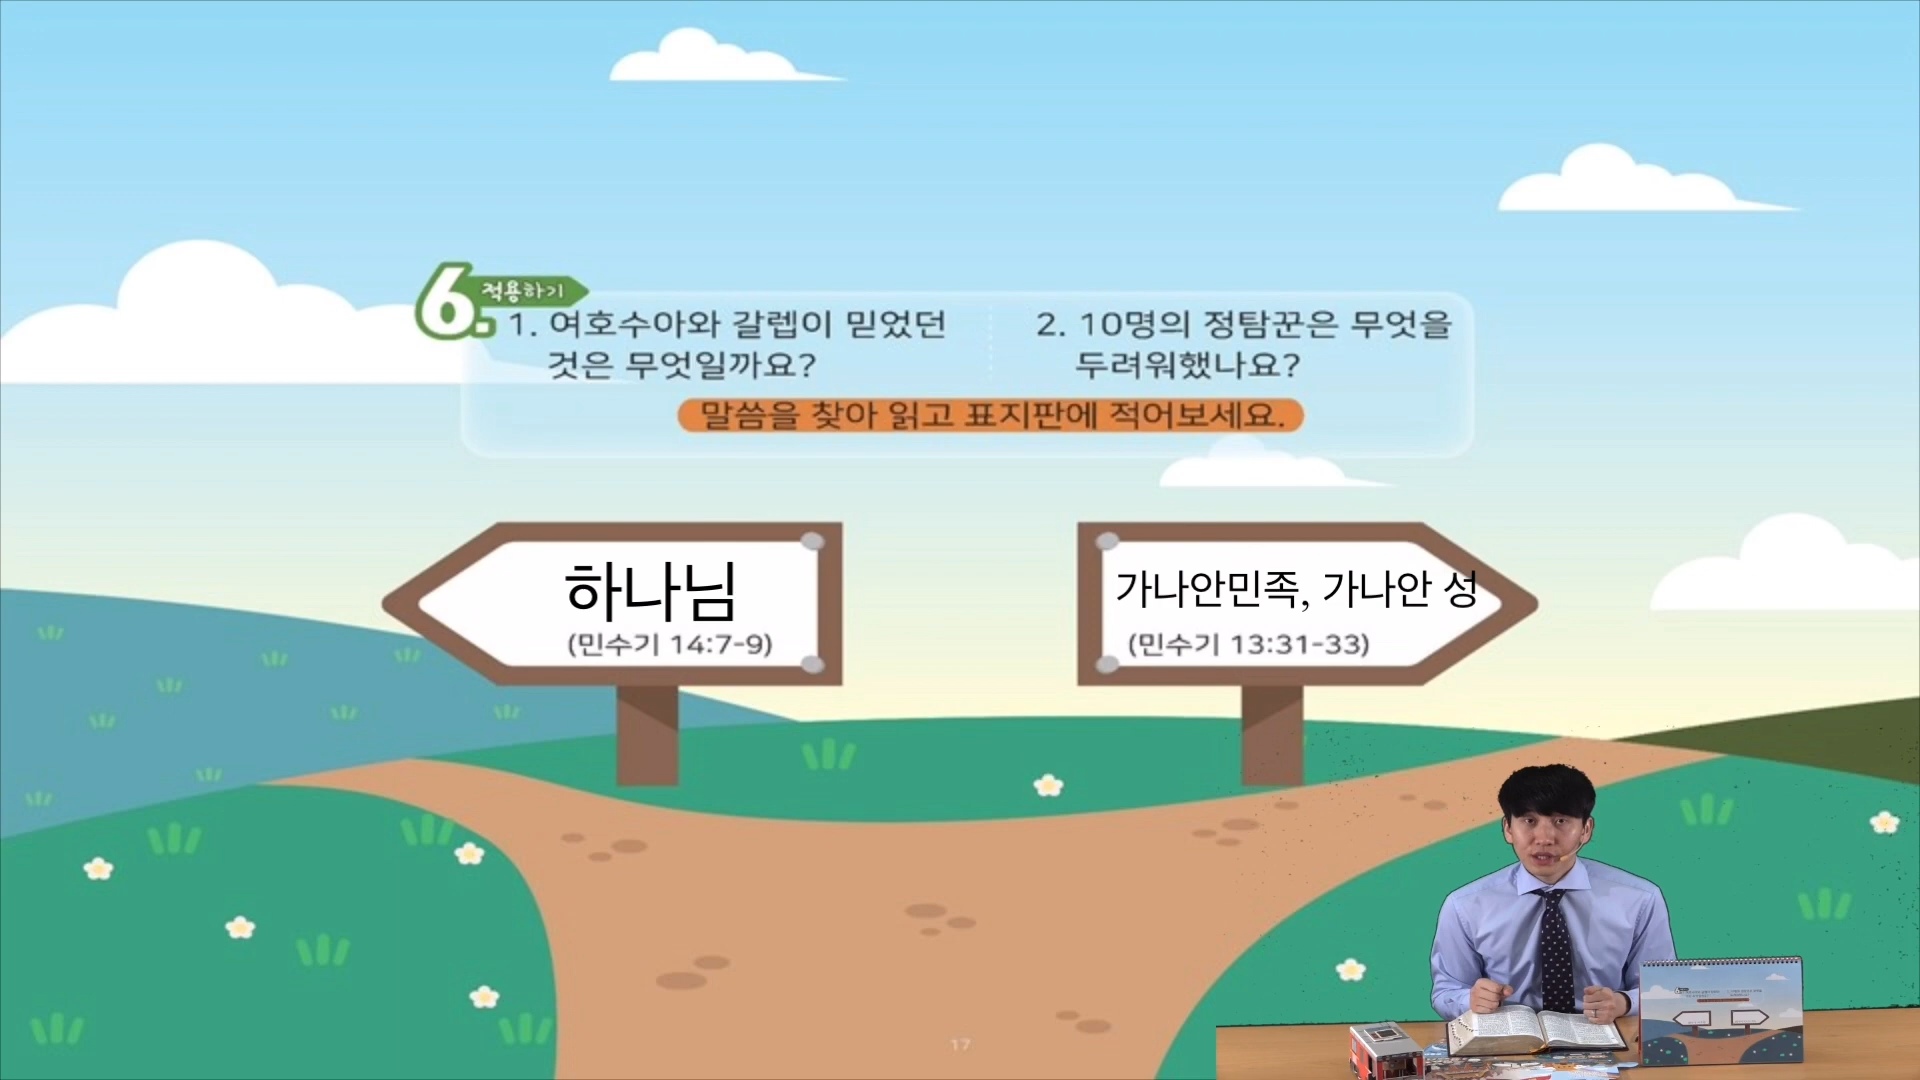 6. 적용하기
1. 여호수아와 갈렙이 믿었던
것은 무엇일까요?
2. 10명의 정탐꾼은 무엇을
두려워했나요?
말씀을 찾아 읽고 표지판에 적어보세요.
하나님
(민수기 14:7-9)
가나안민족, 가나안 성
(민수기 13:31-33)
17